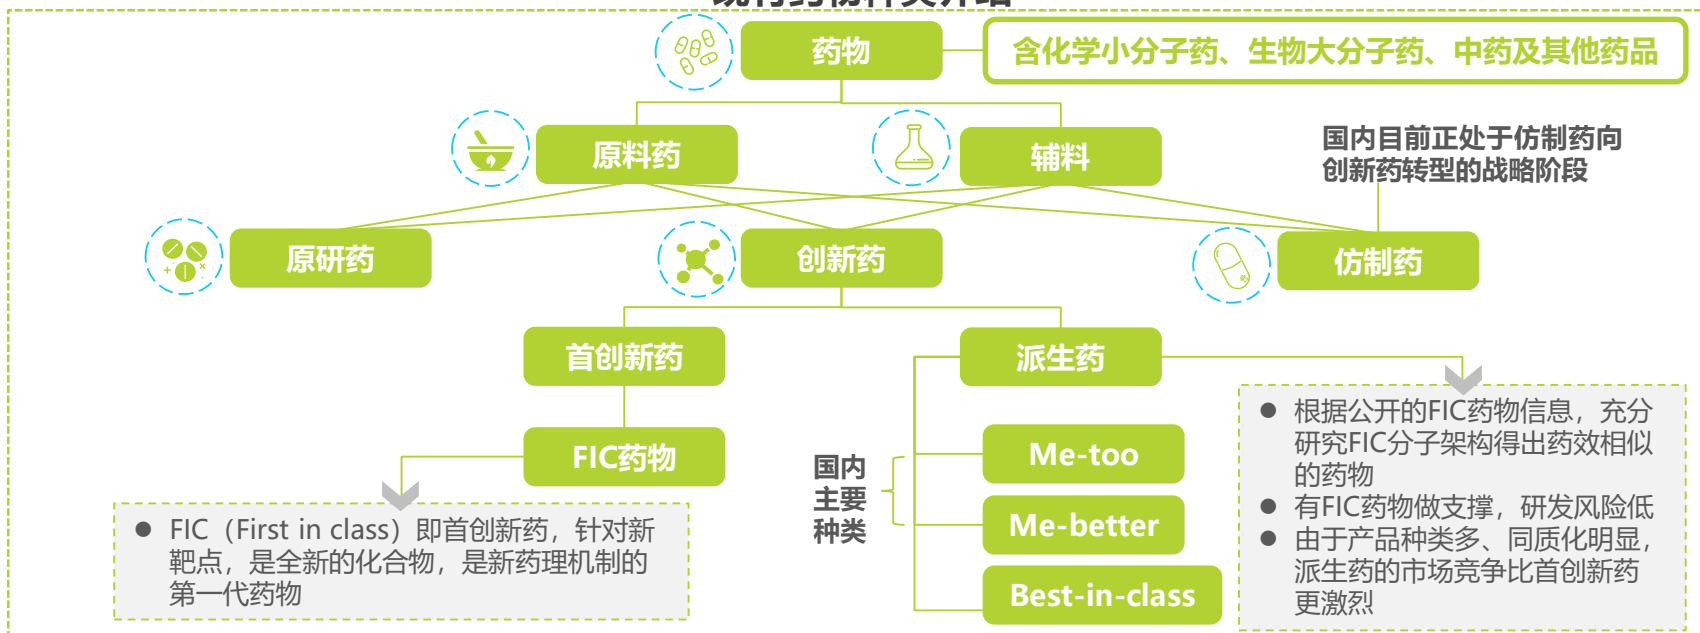 现有药物种类介绍
药物
含化学小分子药、生物大分子药、中药及其他药品
原料药
辅料
国内目前正处于仿制药向
创新药转型的战略阶段
原研药
创新药
仿制药
首创新药
派生药
FIC药物
国内
主要
种类
Me-too
Me-better
Best-in-class
● FIC（First in class）即首创新药，针对新
靶点，是全新的化合物，是新药理机制的
第一代药物
● 根据公开的FIC药物信息，充分
研究FIC分子架构得出药效相似
的药物
● 有FIC药物做支撑，研发风险低
● 由于产品种类多、同质化明显，
派生药的市场竞争比首创新药
更激烈